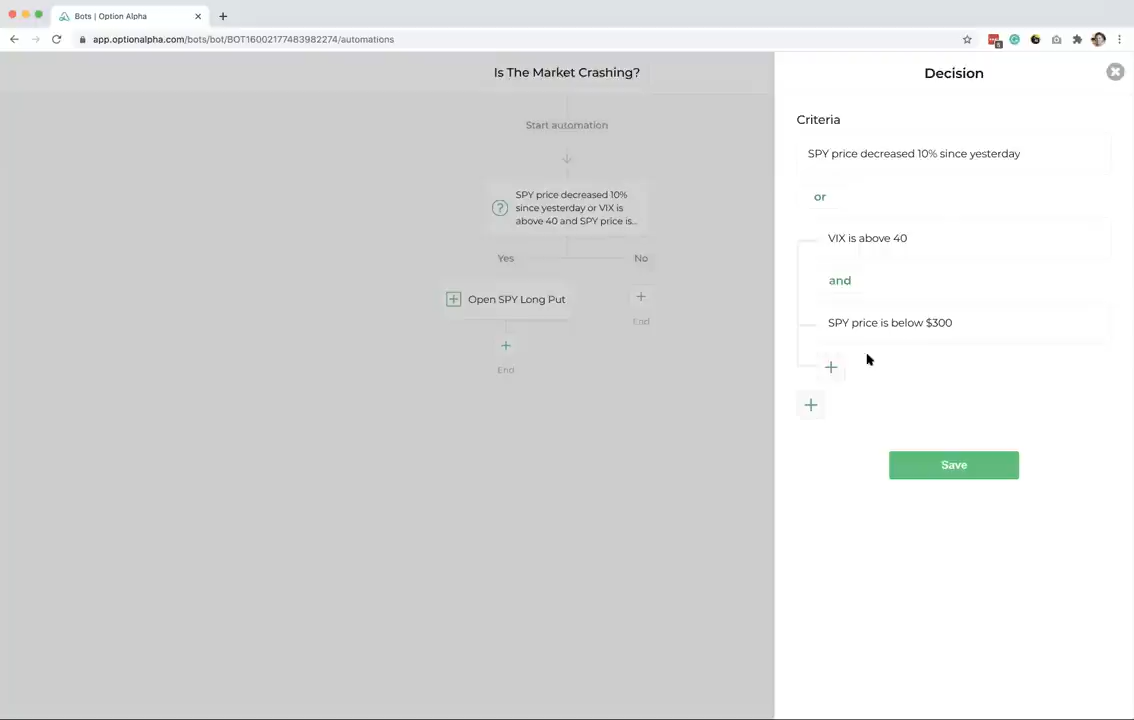 Bots | Option Alpha
app.optionalpha.com/bots/bot/BOT16002177483982274/automations
Is The Market Crashing?
Start automation
SPY price decreased 10%
since yesterday or VIX is
above 40 and SPY price is...
Yes
No
Open SPY Long Put
End
End
Decision
Criteria
SPY price decreased 10% since yesterday
or
VIX is above 40
and
SPY price is below $300
Save